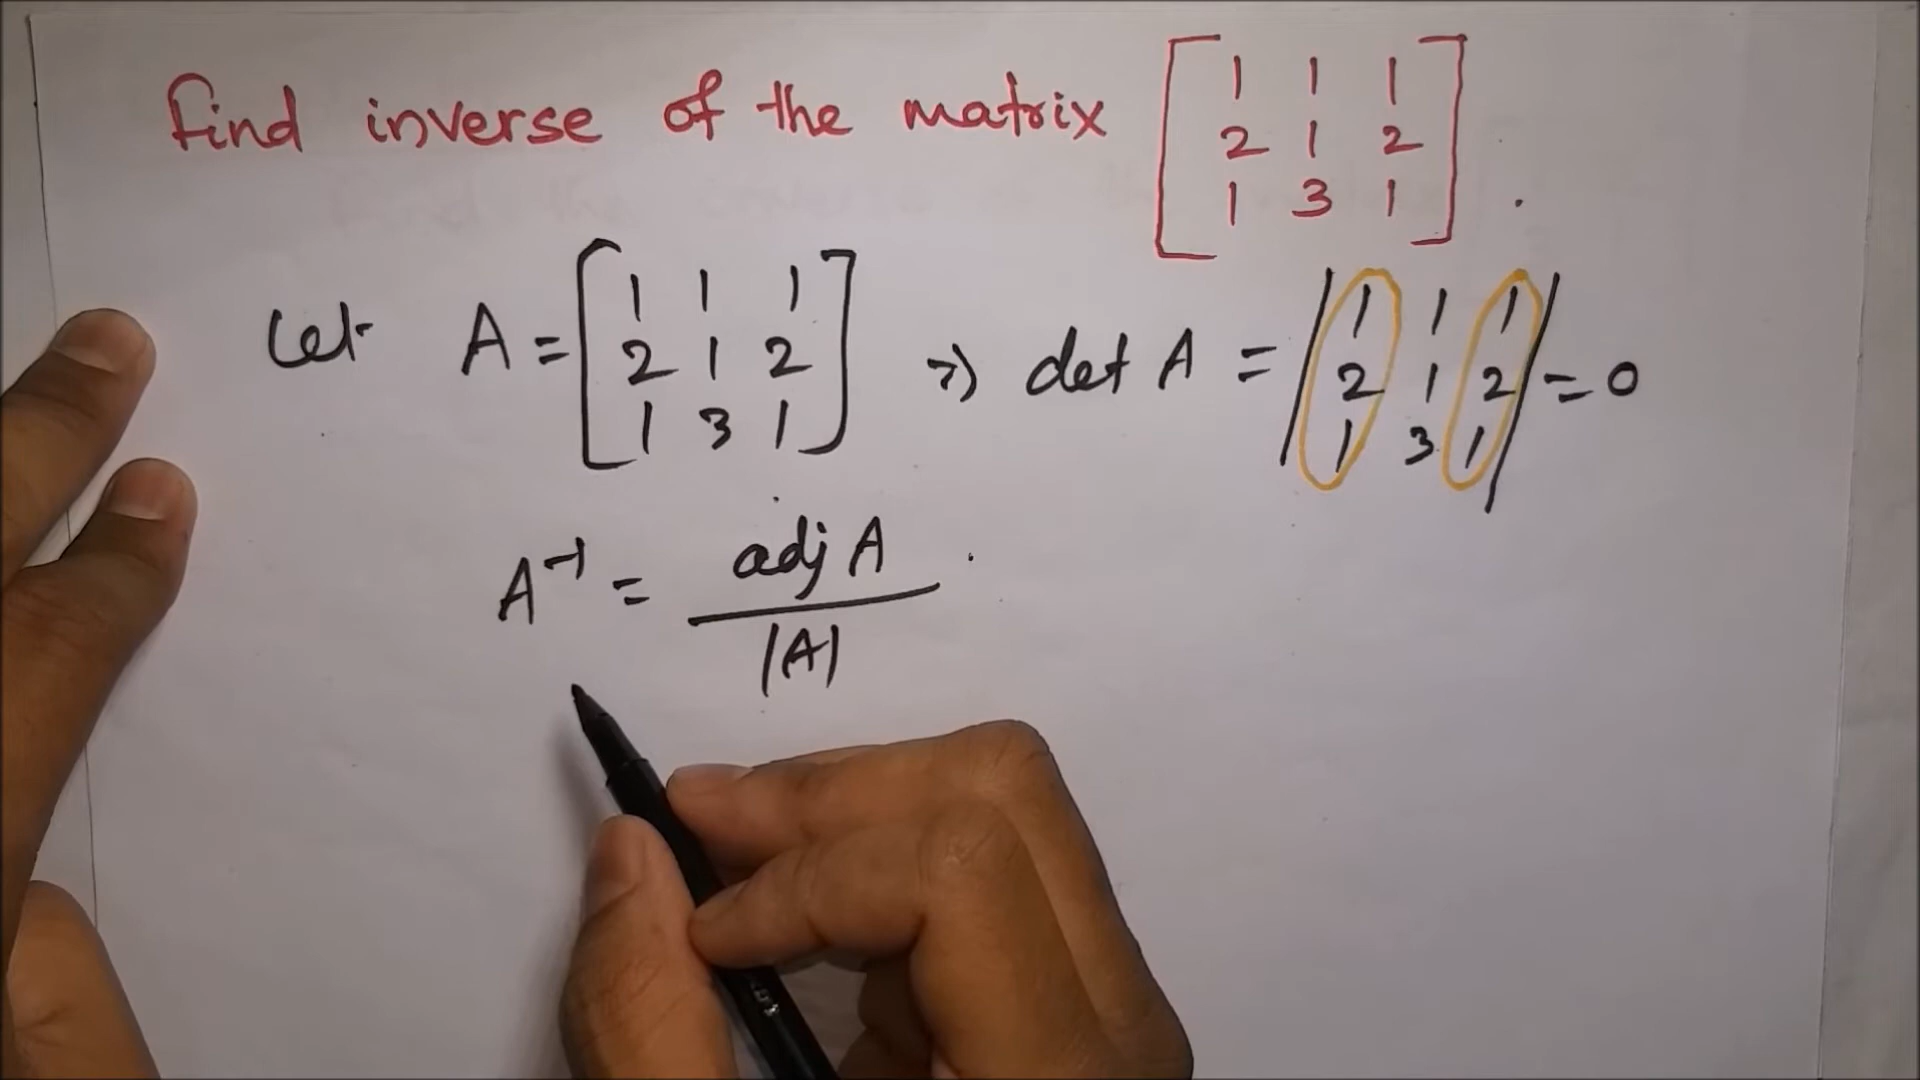 find inverse of the matrix [1 1 1
2 1 2
1 3 1].
Let A = [1 1 1
2 1 2
1 3 1] ⇒ det A = |1 1 1
2 1 2
1 3 1| = 0
A⁻¹ = adj A
|A|